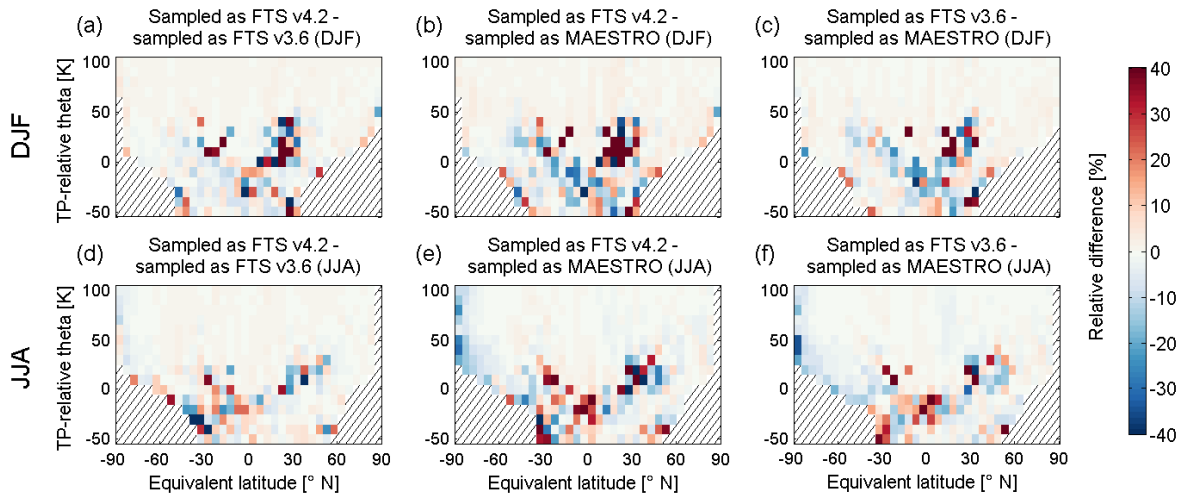 (a) Sampled as FTS v4.2 -
sampled as FTS v3.6 (DJF)
(b) Sampled as FTS v4.2 -
sampled as MAESTRO (DJF)
(c) Sampled as FTS v3.6 -
sampled as MAESTRO (DJF)
DJF
TP-relative theta [K]
100
50
0
-50
100
50
0
-50
100
50
0
-50
(d) Sampled as FTS v4.2 -
sampled as FTS v3.6 (JJA)
(e) Sampled as FTS v4.2 -
sampled as MAESTRO (JJA)
(f) Sampled as FTS v3.6 -
sampled as MAESTRO (JJA)
JJA
TP-relative theta [K]
100
50
0
-50
100
50
0
-50
100
50
0
-50
-90 -60 -30 0 30 60 90
-90 -60 -30 0 30 60 90
-90 -60 -30 0 30 60 90
Equivalent latitude [° N]
Equivalent latitude [° N]
Equivalent latitude [° N]
Relative difference [%]
40
30
20
10
0
-10
-20
-30
-40